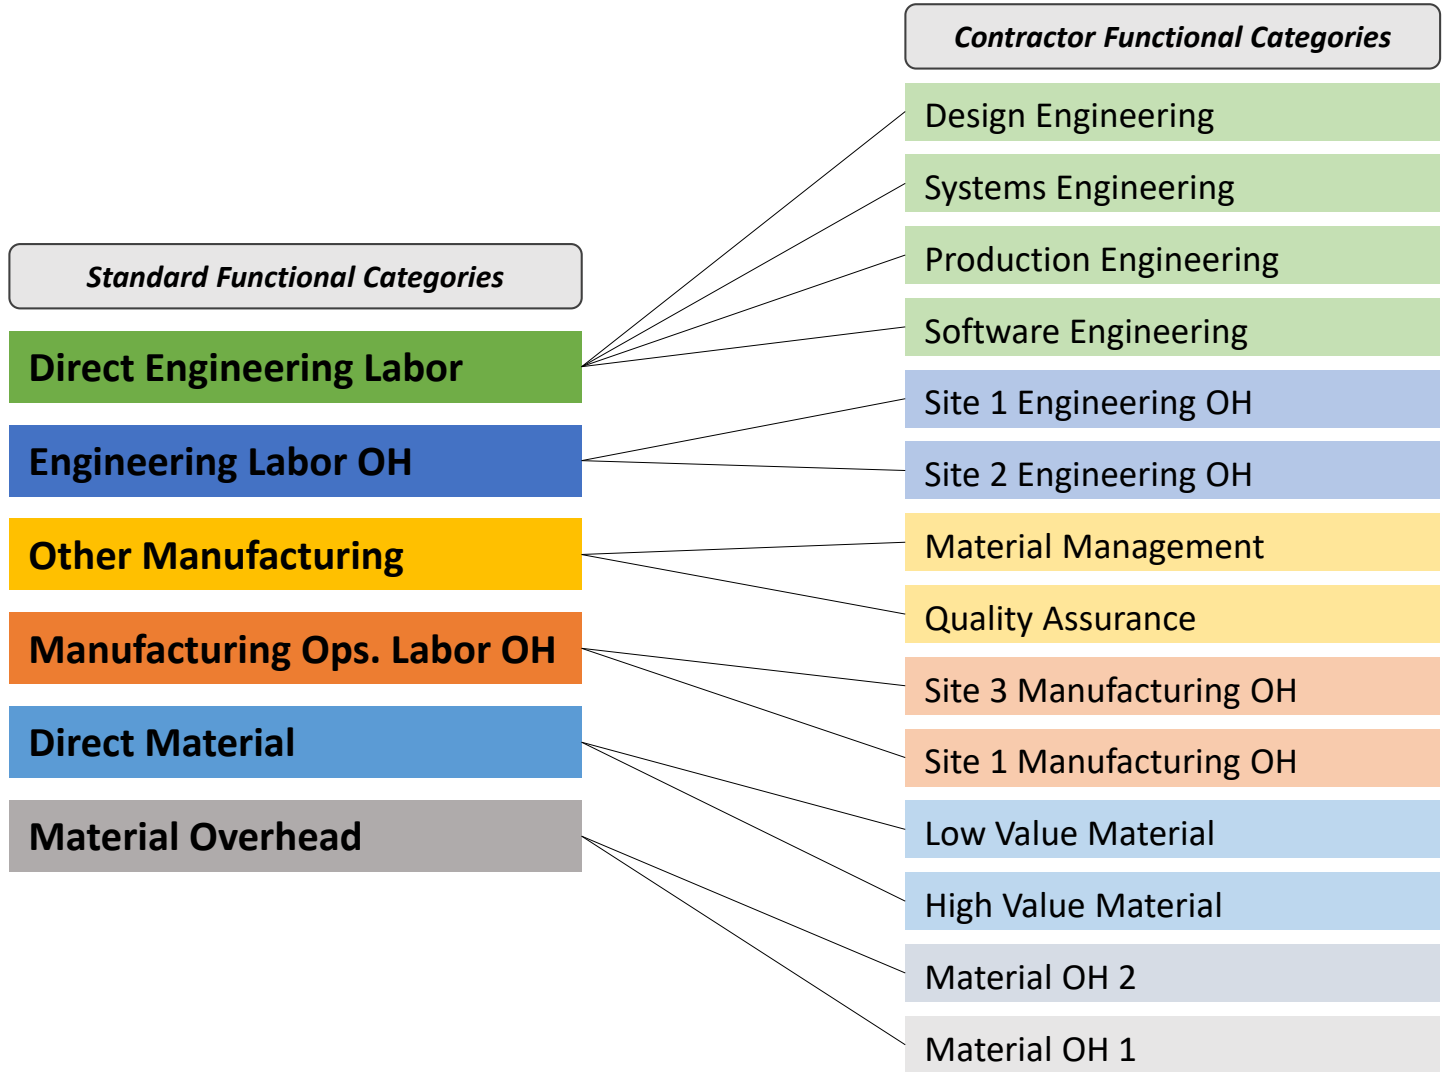 Contractor Functional Categories
Design Engineering
Systems Engineering
Production Engineering
Software Engineering
Site 1 Engineering OH
Site 2 Engineering OH
Material Management
Quality Assurance
Site 3 Manufacturing OH
Site 1 Manufacturing OH
Low Value Material
High Value Material
Material OH 2
Material OH 1
Standard Functional Categories
Direct Engineering Labor
Engineering Labor OH
Other Manufacturing
Manufacturing Ops. Labor OH
Direct Material
Material Overhead